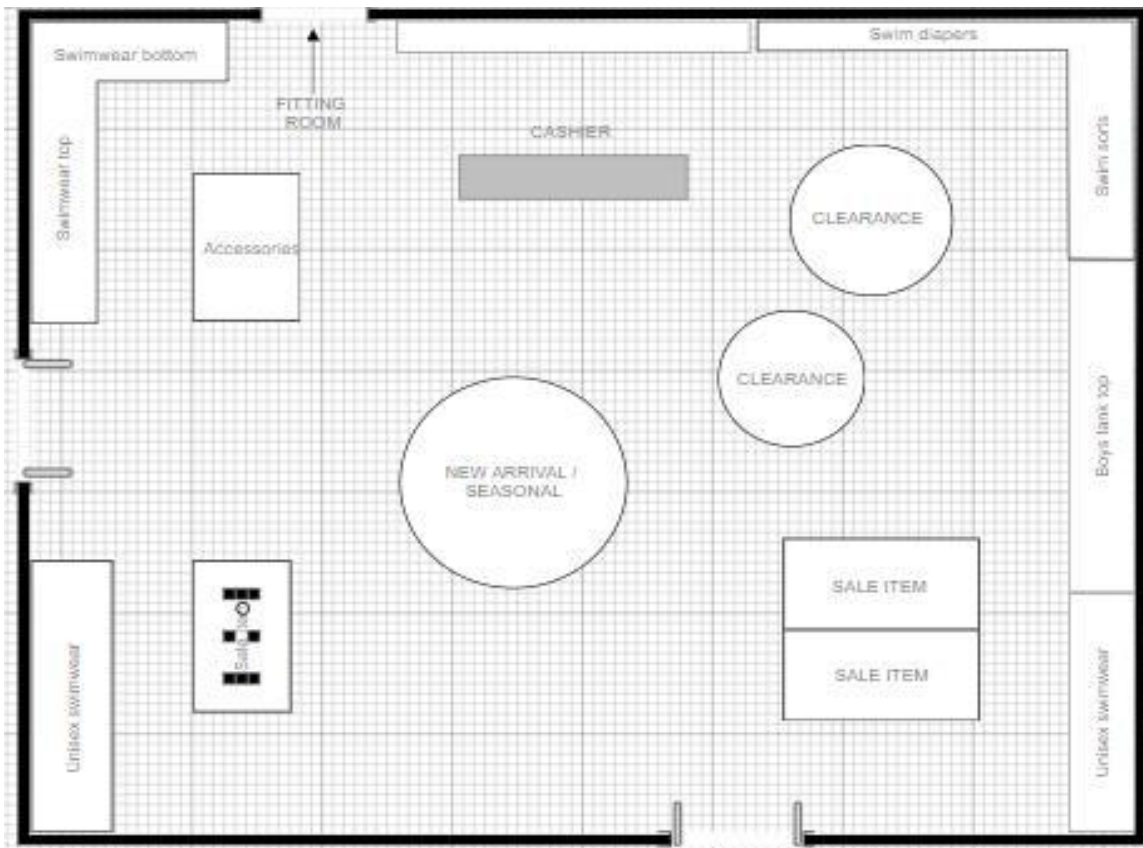 Swimwear bottom
Swim diapers
FITTING
ROOM
CASHIER
Swimwear top
Swim sorts
CLEARANCE
Accessories
CLEARANCE
Boys tank top
NEW ARRIVAL /
SEASONAL
SALE ITEM
SALE ITEM
Unisex swimwear
Unisex swimwear